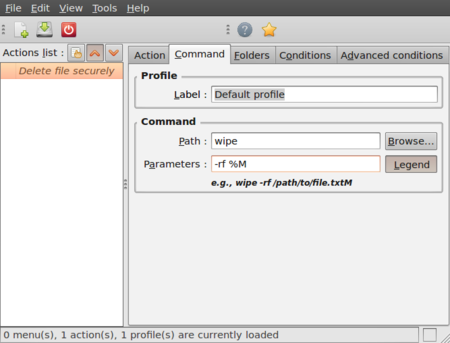 File Edit View Tools Help
Actions list :
Delete file securely
Action Command Folders Conditions Advanced conditions
Profile
Label : Default profile
Command
Path : wipe Browse...
Parameters : -rf %M Legend
e.g., wipe -rf /path/to/file.txtM
0 menu(s), 1 action(s), 1 profile(s) are currently loaded